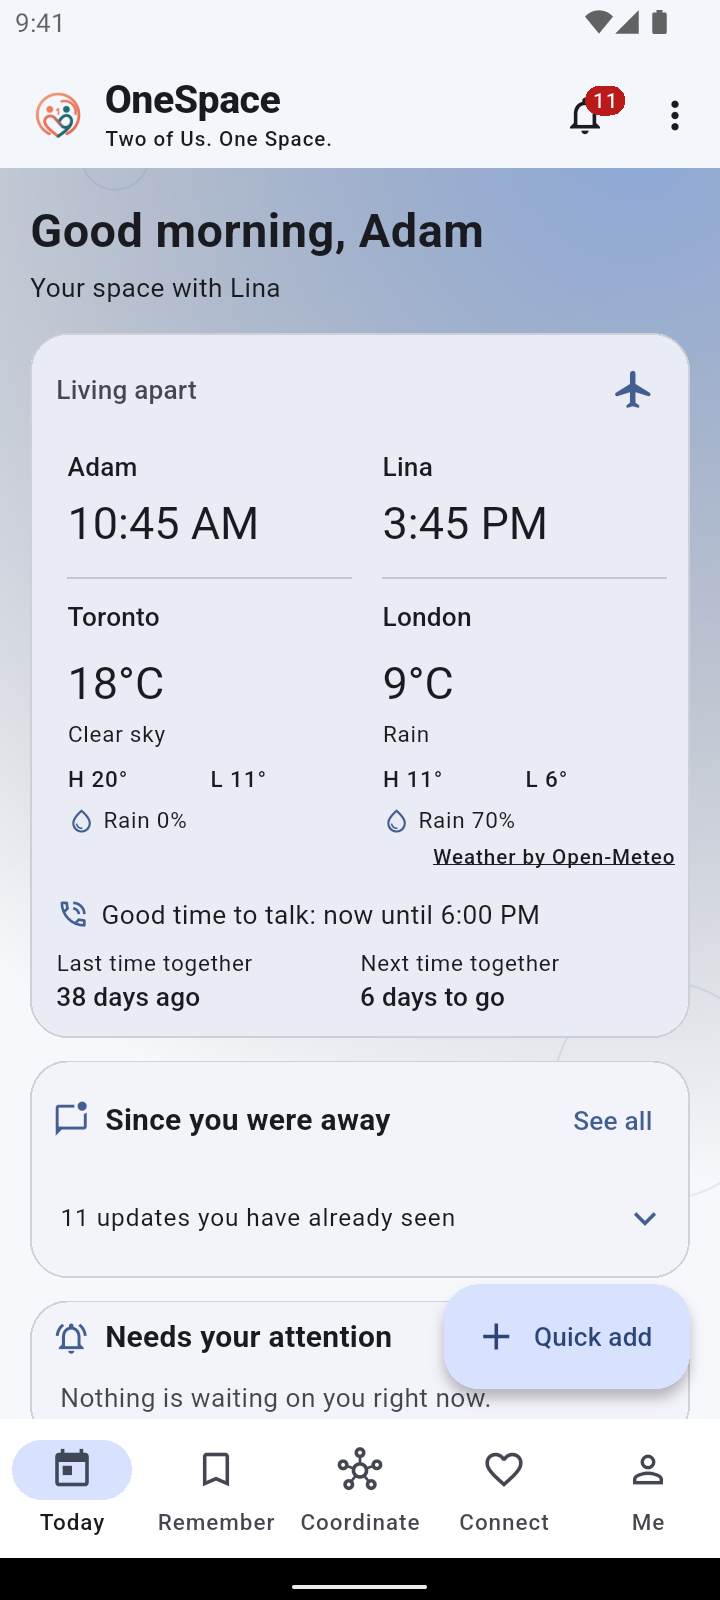 9:41
OneSpace
Two of Us. One Space.
11
Good morning, Adam
Your space with Lina
Living apart
Adam
10:45 AM
Lina
3:45 PM
Toronto
18°C
Clear sky
H 20° L 11°
Rain 0%
London
9°C
Rain
H 11° L 6°
Rain 70%
Weather by Open-Meteo
Good time to talk: now until 6:00 PM
Last time together
38 days ago
Next time together
6 days to go
Since you were away
See all
11 updates you have already seen
Needs your attention
Quick add
Nothing is waiting on you right now.
Today
Remember
Coordinate
Connect
Me